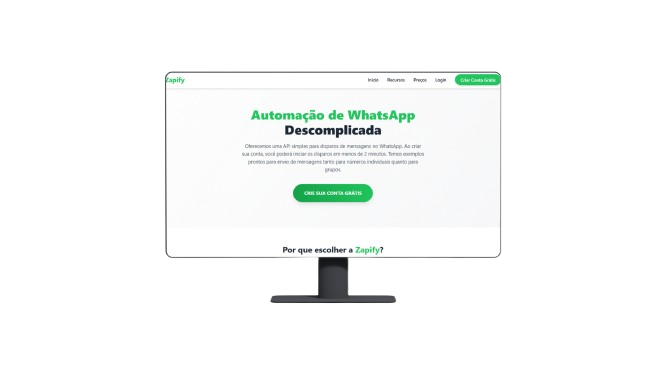 Zapify
Início Recursos Preços Login Criar Conta Grátis
Automação de WhatsApp
Descomplicada
Oferecemos uma API simples para disparos de mensagens no WhatsApp. Ao criar
sua conta, você poderá iniciar os disparos em menos de 2 minutos. Temos exemplos
prontos para envio de mensagens tanto para números individuais quanto para
grupos.
CRIE SUA CONTA GRÁTIS
Por que escolher a Zapify?